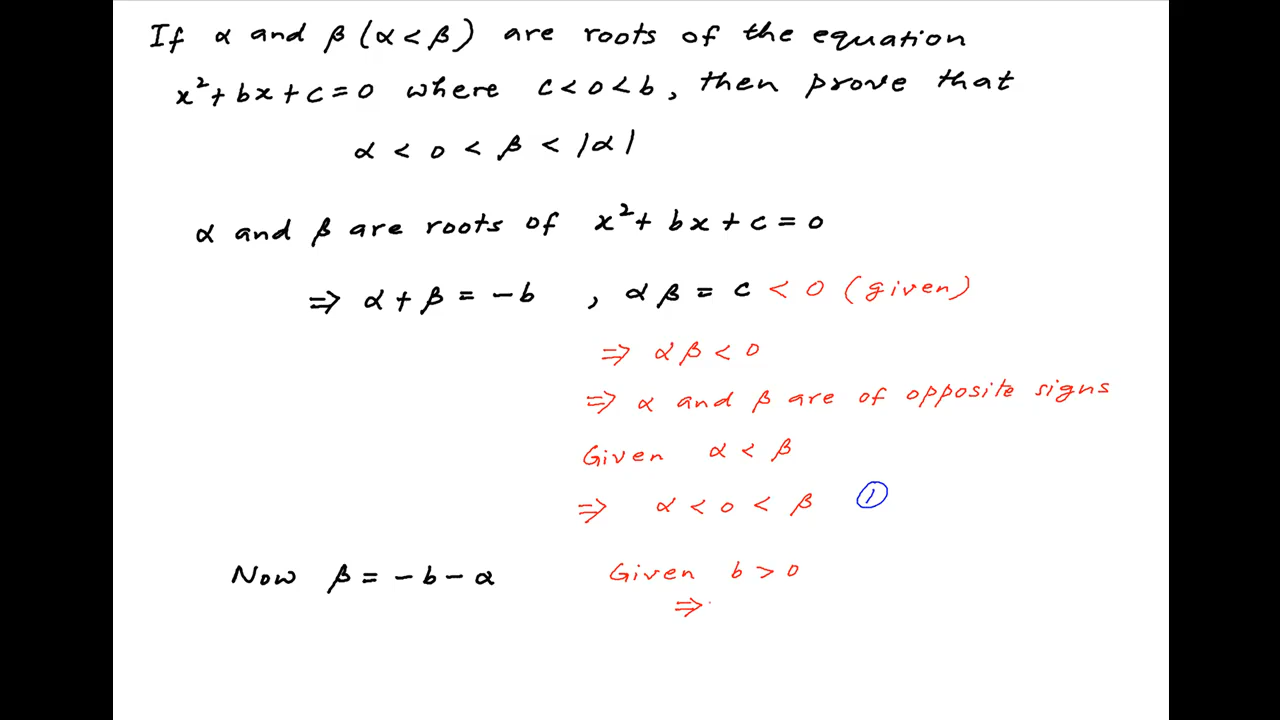 If α and β (α < β) are roots of the equation
x² + bx + c = 0 where c < 0 < b, then prove that
α < 0 < β < |α|
α and β are roots of x² + bx + c = 0
⇒ α + β = -b , αβ = c < 0 (given)
⇒ αβ < 0
⇒ α and β are of opposite signs
Given α < β
⇒ α < 0 < β ①
Now β = -b - α Given b > 0
⇒